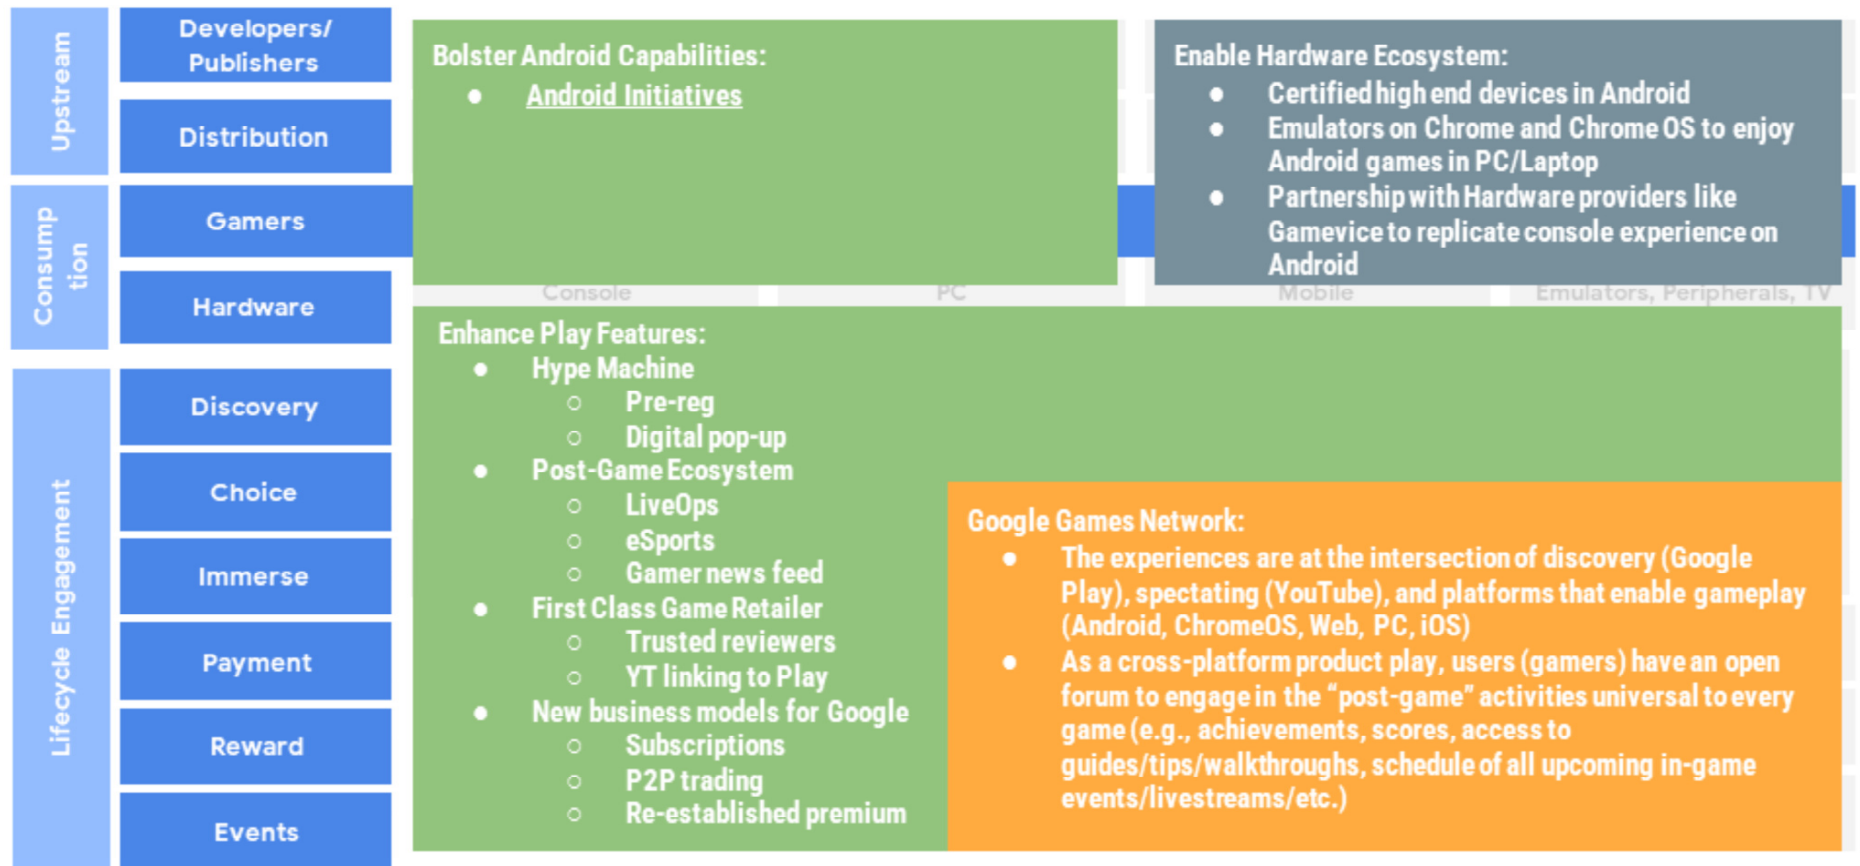 Upstream
Developers/
Publishers
Distribution
Consump
tion
Gamers
Hardware
Lifecycle Engagement
Discovery
Choice
Immerse
Payment
Reward
Events
Bolster Android Capabilities:
● Android Initiatives
Enable Hardware Ecosystem:
● Certified high end devices in Android
● Emulators on Chrome and Chrome OS to enjoy
Android games in PC/Laptop
● Partnership with Hardware providers like
Gamevice to replicate console experience on
Android
Console
PC
Mobile
Emulators, Peripherals, TV
Enhance Play Features:
● Hype Machine
○ Pre-reg
○ Digital pop-up
● Post-Game Ecosystem
○ LiveOps
○ eSports
○ Gamer news feed
● First Class Game Retailer
○ Trusted reviewers
○ YT linking to Play
● New business models for Google
○ Subscriptions
○ P2P trading
○ Re-established premium
Google Games Network:
● The experiences are at the intersection of discovery (Google
Play), spectating (YouTube), and platforms that enable gameplay
(Android, ChromeOS, Web, PC, iOS)
● As a cross-platform product play, users (gamers) have an open
forum to engage in the “post-game” activities universal to every
game (e.g., achievements, scores, access to
guides/tips/walkthroughs, schedule of all upcoming in-game
events/livestreams/etc.)